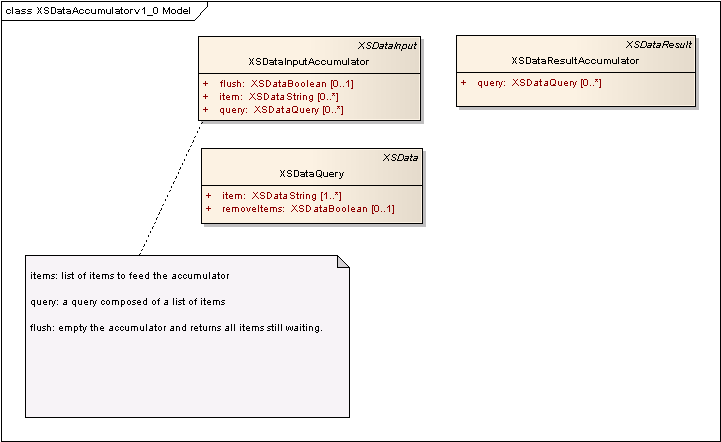 class XSDataAccumulatorv1_0 Model
XSDataInput
XSDataInputAccumulator
+ flush: XSDataBoolean [0..1]
+ item: XSDataString [0..*]
+ query: XSDataQuery [0..*]
XSDataResult
XSDataResultAccumulator
+ query: XSDataQuery [0..*]
XSData
XSDataQuery
+ item: XSDataString [1..*]
+ removeItems: XSDataBoolean [0..1]
items: list of items to feed the accumulator
query: a query composed of a list of items
flush: empty the accumulator and returns all items still waiting.